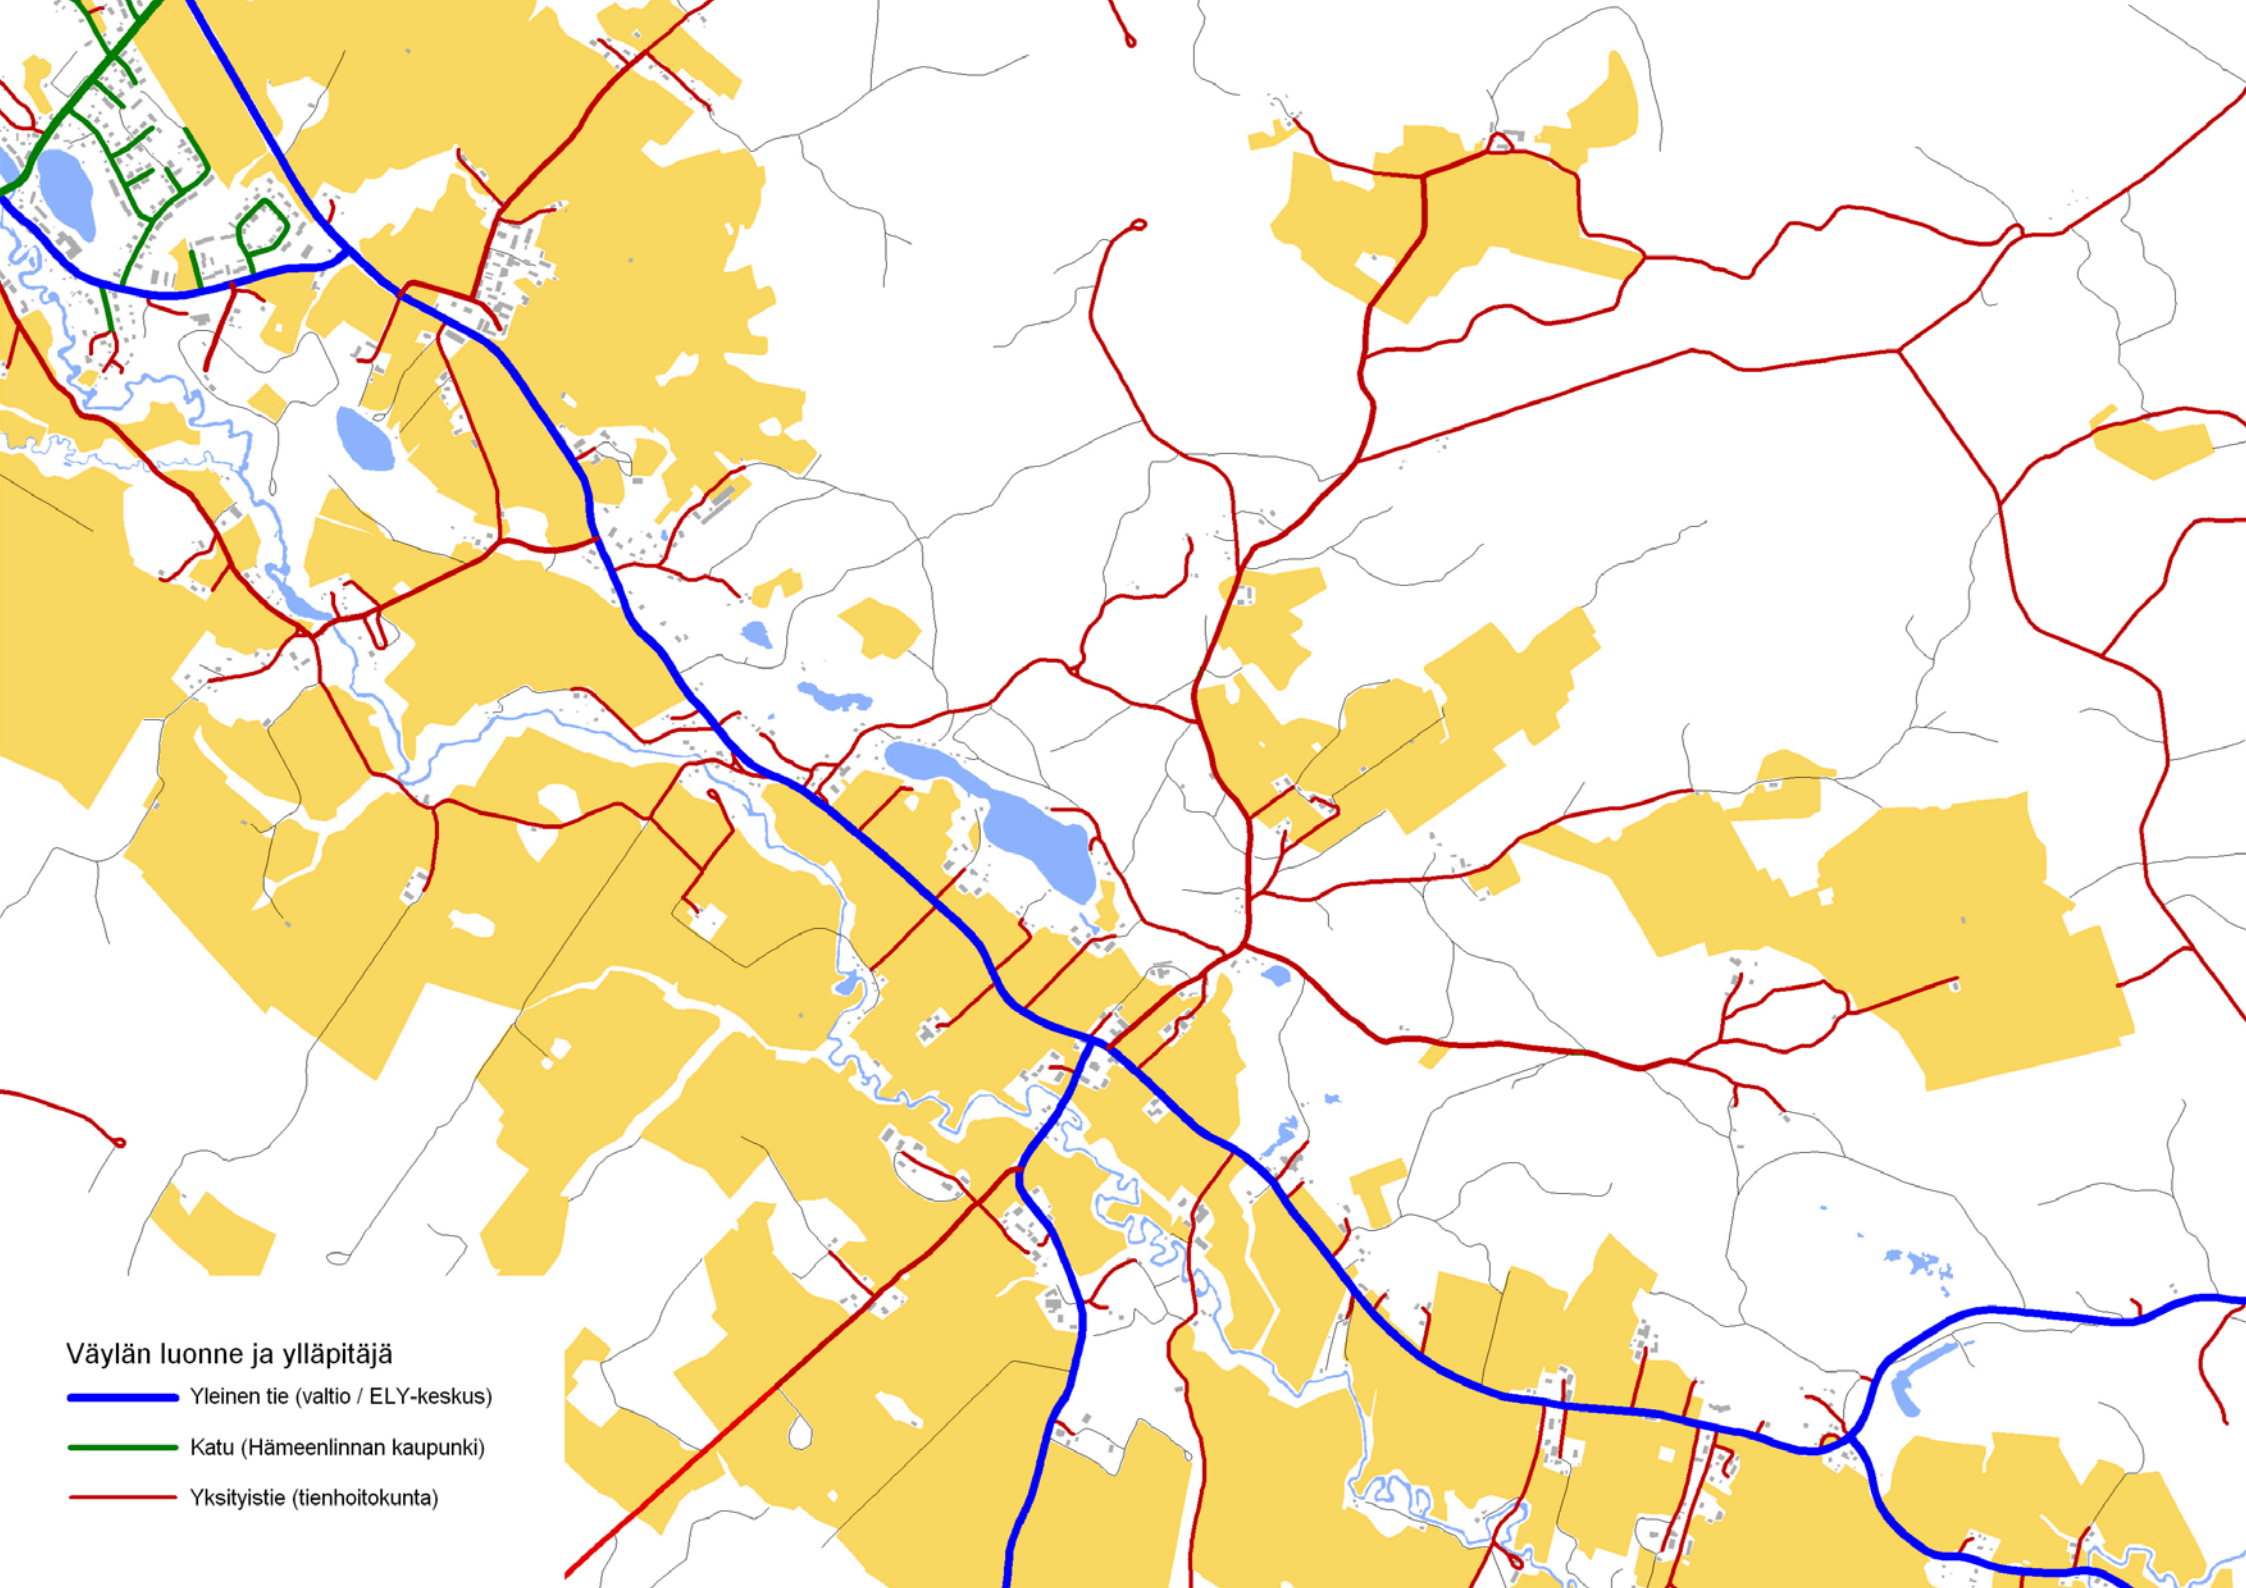 Väylän luonne ja ylläpitäjä
Yleinen tie (valtio / ELY-keskus)
Katu (Hämeenlinnan kaupunki)
Yksityistie (tienhoitokunta)